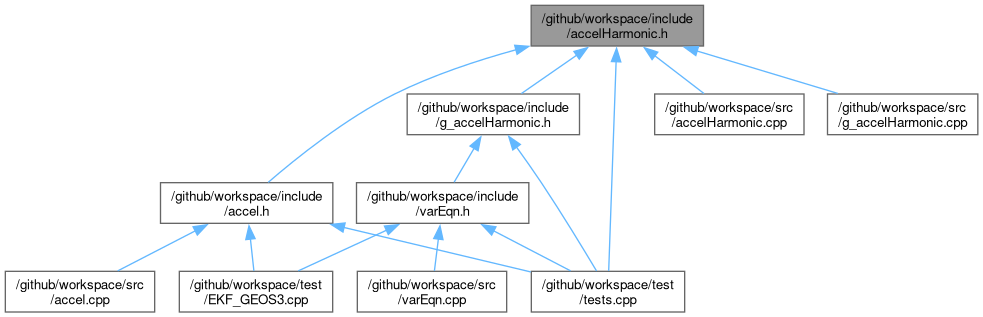 /github/workspace/include
/accelHarmonic.h
/github/workspace/include
/g_accelHarmonic.h
/github/workspace/src
/accelHarmonic.cpp
/github/workspace/src
/g_accelHarmonic.cpp
/github/workspace/include
/accel.h
/github/workspace/include
/varEqn.h
/github/workspace/src
/accel.cpp
/github/workspace/test
/EKF_GEOS3.cpp
/github/workspace/src
/varEqn.cpp
/github/workspace/test
/tests.cpp